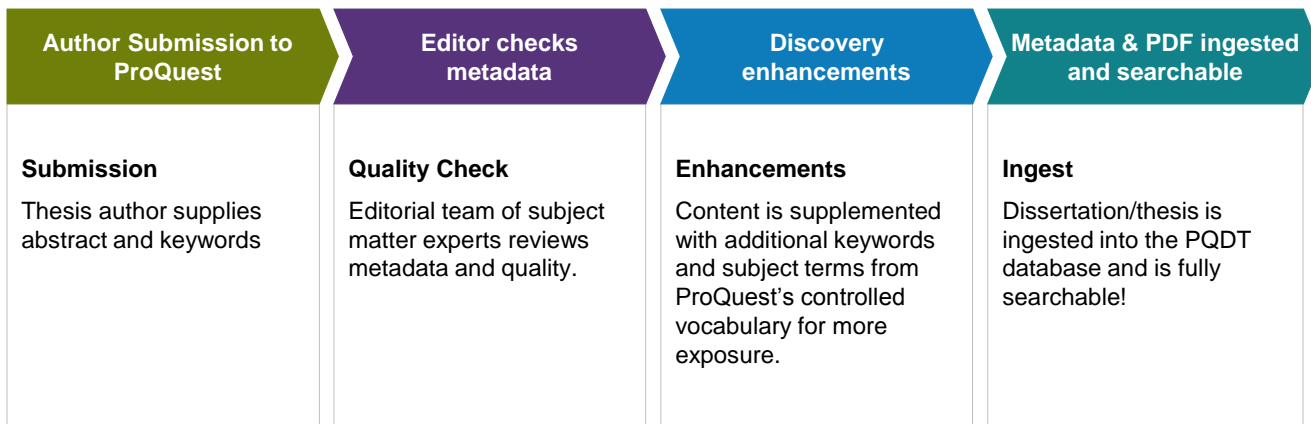 Author Submission to
ProQuest
Editor checks
metadata
Discovery
enhancements
Metadata & PDF ingested
and searchable
Submission
Thesis author supplies
abstract and keywords
Quality Check
Editorial team of subject
matter experts reviews
metadata and quality.
Enhancements
Content is supplemented
with additional keywords
and subject terms from
ProQuest’s controlled
vocabulary for more
exposure.
Ingest
Dissertation/thesis is
ingested into the PQDT
database and is fully
searchable!